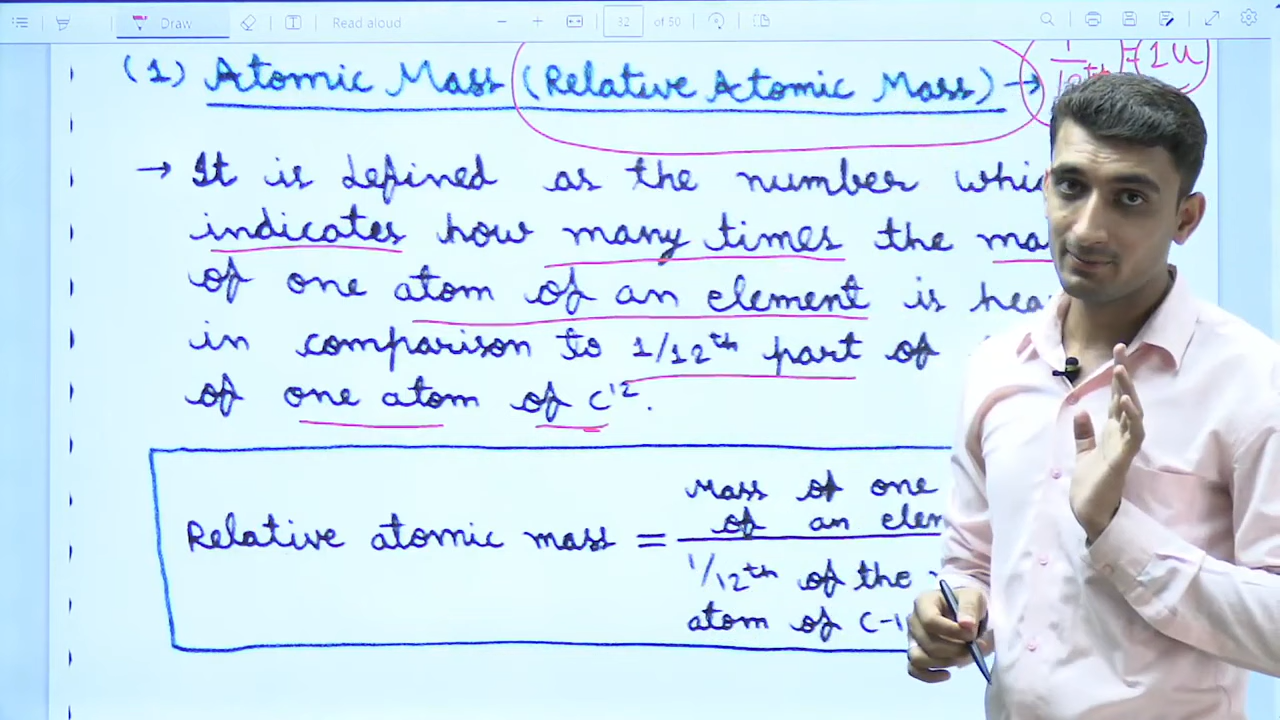 Draw
Read aloud
32 of 50
(1) Atomic Mass (Relative Atomic Mass) → 1U
→ It is defined as the number
indicates how many times the
of one atom of an element is
in comparison to 1/12th part of
of one atom of C12.
Mass of one
of an
Relative atomic mass =
1/12th of the
atom of C-